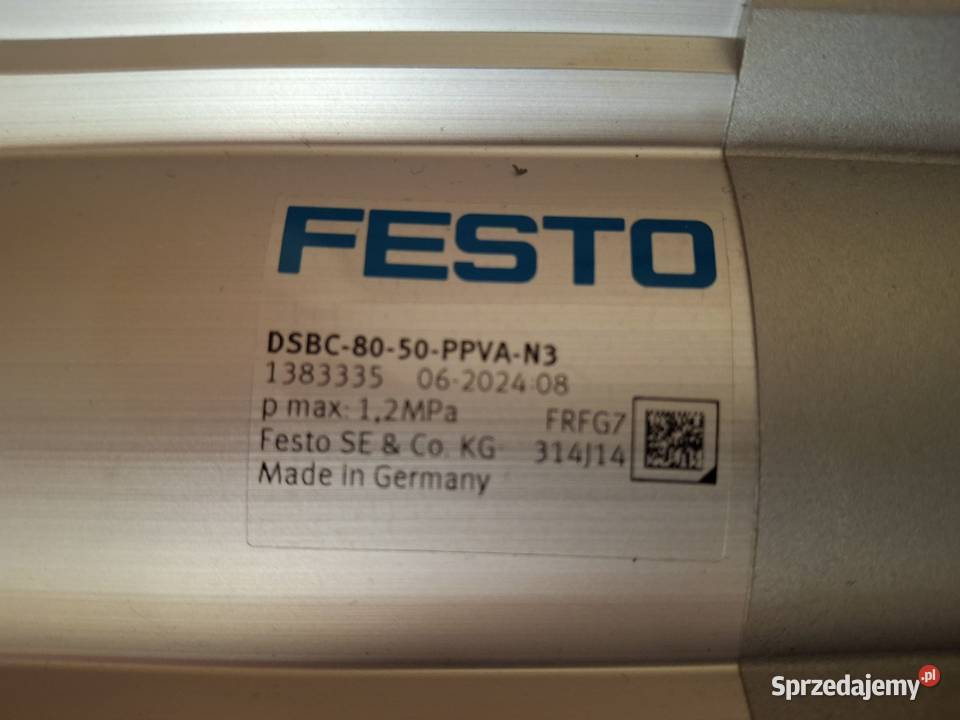 FESTO
DSBC-80-50-PPVA-N3
1383335 06-2024:08
p max: 1,2MPa FRFG7
Festo SE & Co. KG 314J14
Made in Germany
Sprzedajemy.pl